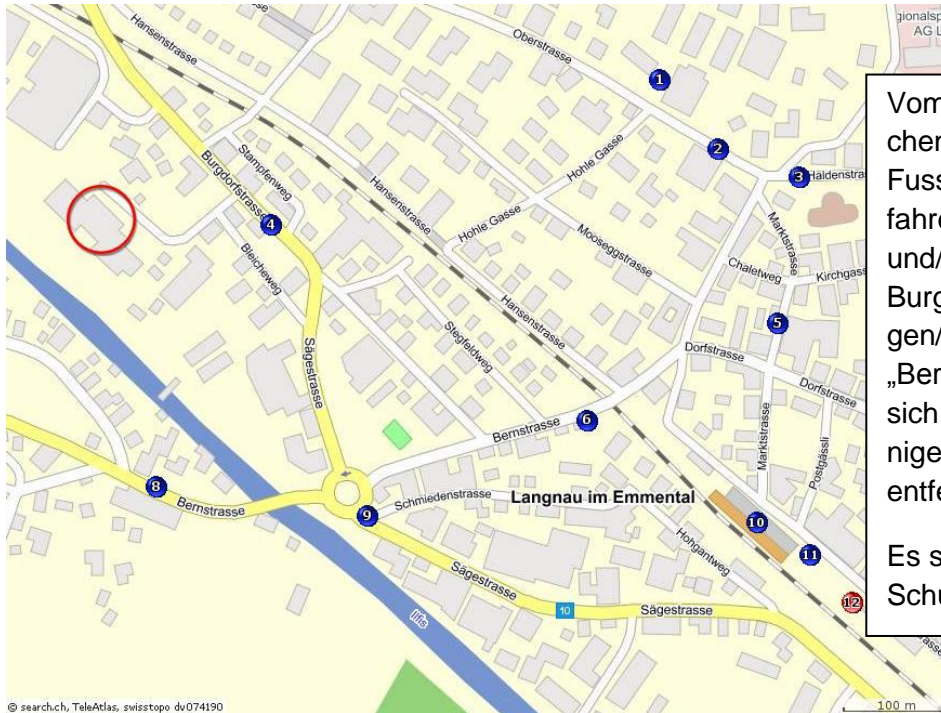 Oberstrasse
1
2
3
Haldenstra
Hansenstrasse
Hansenstrasse
Hansenstrasse
Hansenstrasse
Hohle Gasse
Hohle Gasse
Mooseggstrasse
Marktstrasse
Chaletweg
Kirchgass
5
Dorfstrasse
Dorfstrasse
Marktstrasse
Postgässli
Burgdorfstrasse
Stampfenweg
4
Bleicheweg
Stegfeldweg
Sägestrasse
Bernstrasse
6
8
Bernstrasse
9
Schmiedenstrasse
Langnau im Emmental
10
11
12
Hohgantweg
Sägestrasse
10
Sägestrasse
Ilfis
100 m
© search.ch, TeleAtlas, swisstopo dv074190
gionalsp
AG L
Vom
cher
Fuss
fahre
und/
Burg
gen/
„Ber
sich
nige
entfe
Es s
Schu